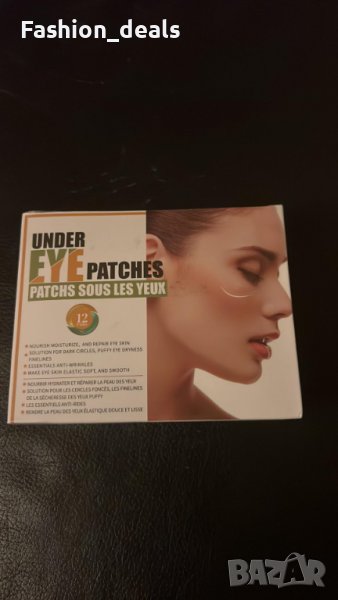 Fashion_deals
UNDER
EYE PATCHES
PATCHS SOUS LES YEUX
12
• NOURISH MOISTURIZE, AND REPAIR EYE SKIN
• SOLUTION FOR DARK CIRCLES, PUFFY EYE DRYNESS
FINELINES
• ESSENTIALS ANTI-WRINKLES
• MAKE EYE SKIN ELASTIC SOFT, AND SMOOTH
• NOURRIR HYDRATER ET RÉPARER LA PEAU DES YEUX
• SOLUTION POUR LES CERCLES FONCÉS, LES FINELINES
DE LA SÉCHERESSE DES YEUX PUFFY
• LES ESSENTIELS ANTI-RIDES
• RENDRE LA PEAU DES YEUX ÉLASTIQUE DOUCE ET LISSE
BAZAR